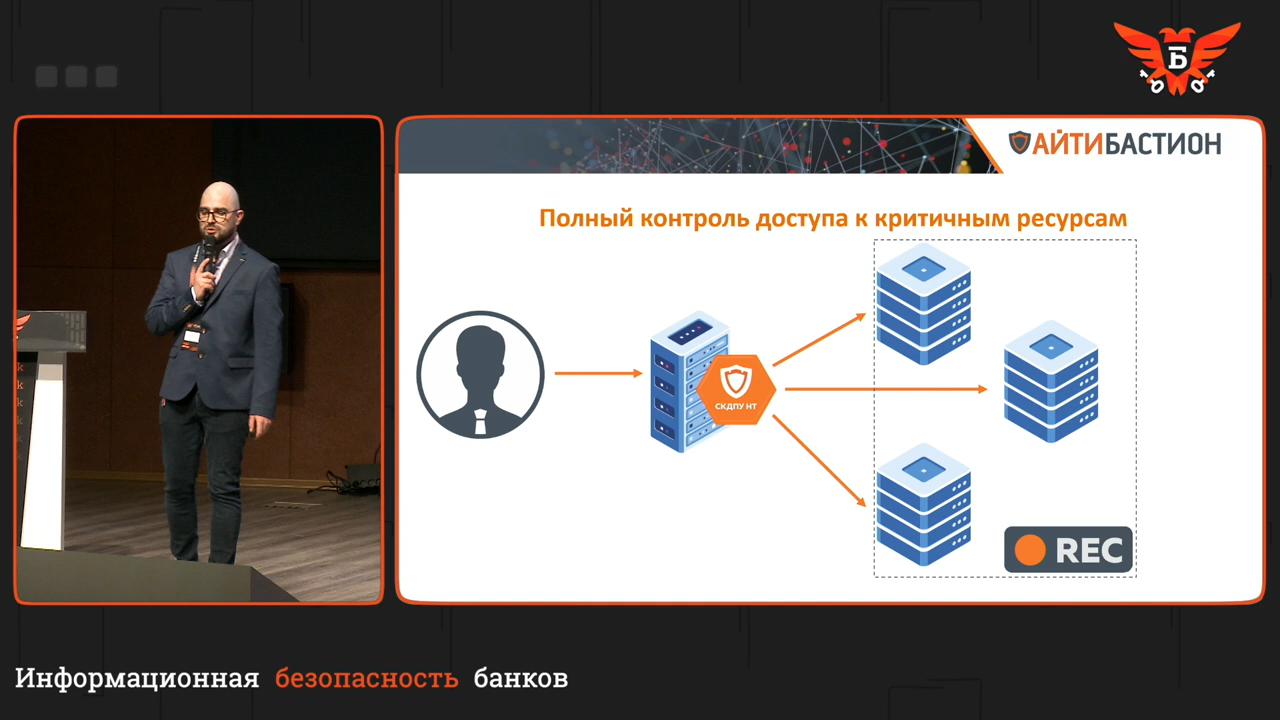 Б
АЙТИБАСТИОН
Полный контроль доступа к критичным ресурсам
СКДПУ НТ
REC
k
k
k
k
k
k
Информационная безопасность банков